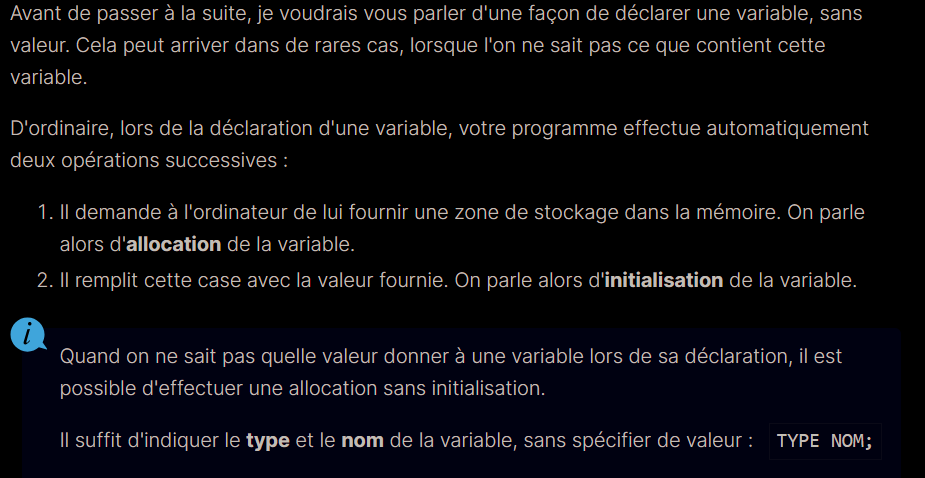 Avant de passer à la suite, je voudrais vous parler d'une façon de déclarer une variable, sans
valeur. Cela peut arriver dans de rares cas, lorsque l'on ne sait pas ce que contient cette
variable.
D'ordinaire, lors de la déclaration d'une variable, votre programme effectue automatiquement
deux opérations successives :
1. Il demande à l'ordinateur de lui fournir une zone de stockage dans la mémoire. On parle
alors d'allocation de la variable.
2. Il remplit cette case avec la valeur fournie. On parle alors d'initialisation de la variable.
i
Quand on ne sait pas quelle valeur donner à une variable lors de sa déclaration, il est
possible d'effectuer une allocation sans initialisation.
Il suffit d'indiquer le type et le nom de la variable, sans spécifier de valeur : TYPE NOM;